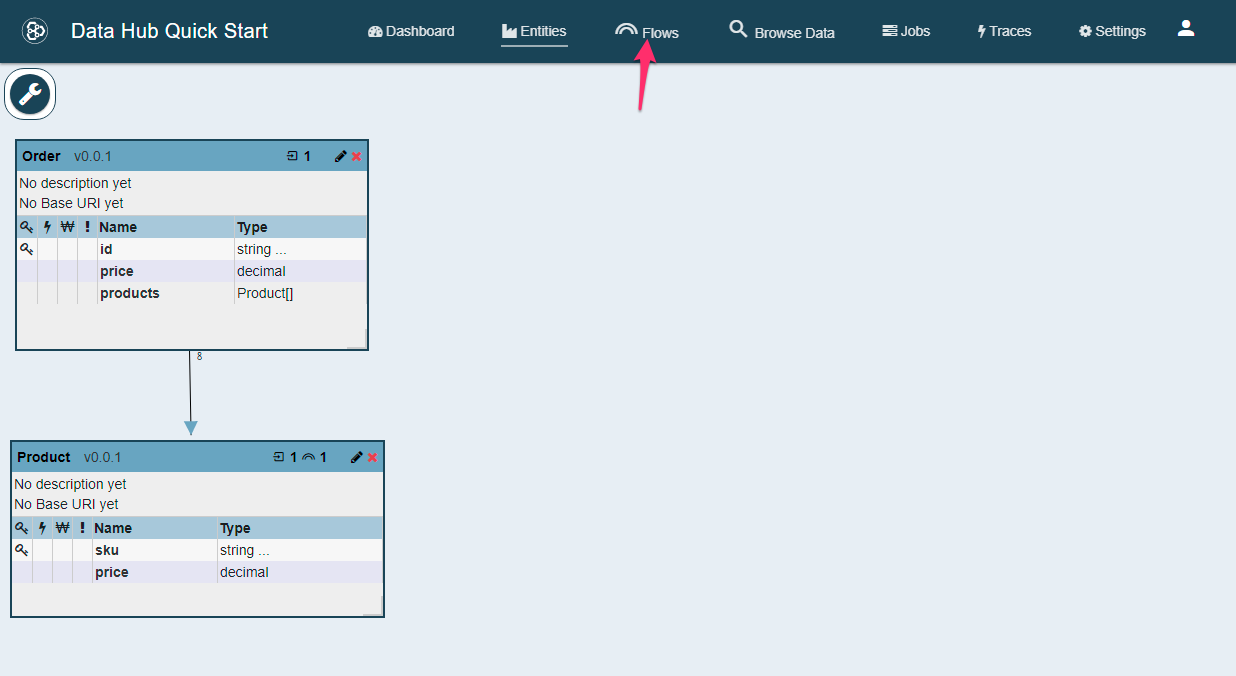 Data Hub Quick Start Dashboard Entities Flows Browse Data Jobs Traces Settings
Order v0.0.1 1
No description yet
No Base URI yet
₩ ! Name Type
id string ...
price decimal
products Product[]
8
Product v0.0.1 1 1
No description yet
No Base URI yet
₩ ! Name Type
sku string ...
price decimal